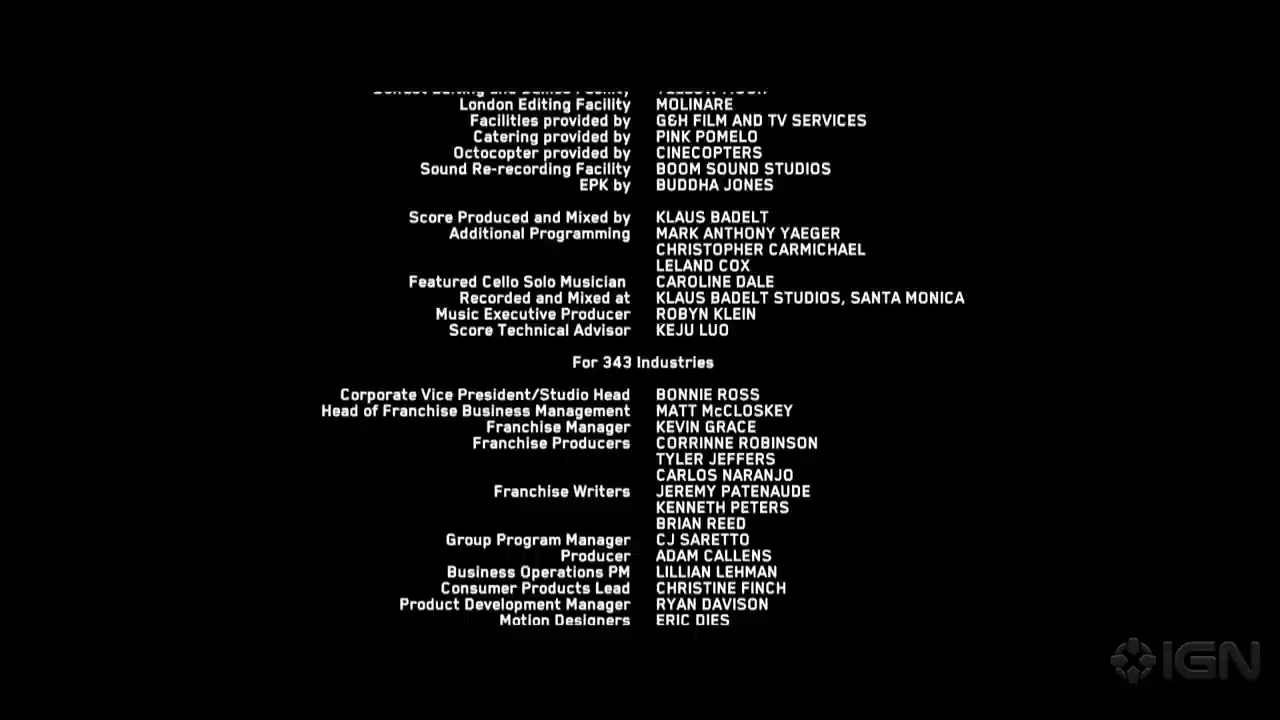 London Editing Facility MOLINARE
Facilities provided by G&H FILM AND TV SERVICES
Catering provided by PINK POMELO
Octocopter provided by CINECOPTERS
Sound Re-recording Facility BOOM SOUND STUDIOS
EPK by BUDDHA JONES
Score Produced and Mixed by KLAUS BADELT
Additional Programming MARK ANTHONY YAEGER
CHRISTOPHER CARMICHAEL
LELAND COX
Featured Cello Solo Musician CAROLINE DALE
Recorded and Mixed at KLAUS BADELT STUDIOS, SANTA MONICA
Music Executive Producer ROBYN KLEIN
Score Technical Advisor KEJU LUO
For 343 Industries
Corporate Vice President/Studio Head BONNIE ROSS
Head of Franchise Business Management MATT McCLOSKEY
Franchise Manager KEVIN GRACE
Franchise Producers CORRINNE ROBINSON
TYLER JEFFERS
CARLOS NARANJO
Franchise Writers JEREMY PATENAUDE
KENNETH PETERS
BRIAN REED
Group Program Manager CJ SARETTO
Producer ADAM CALLENS
Business Operations PM LILLIAN LEHMAN
Consumer Products Lead CHRISTINE FINCH
Product Development Manager RYAN DAVISON
Motion Designers ERIC DIES
IGN